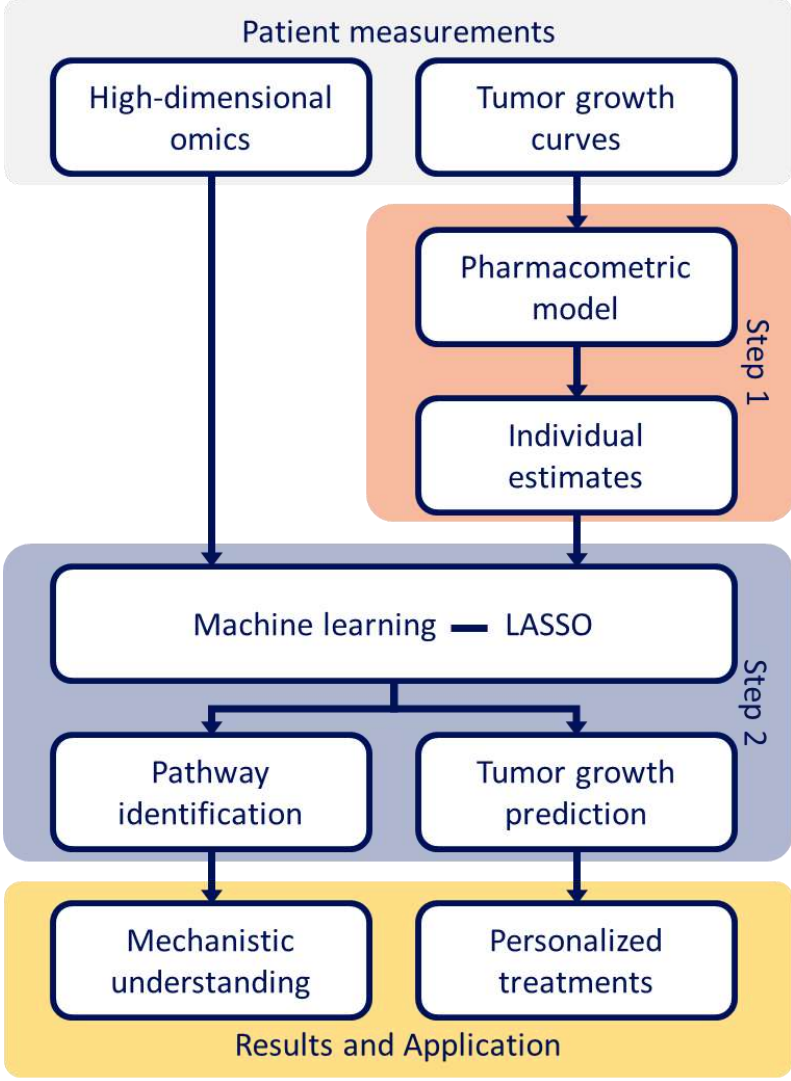 Patient measurements
High-dimensional
omics
Tumor growth
curves
Pharmacometric
model
Step 1
Individual
estimates
Machine learning — LASSO
Step 2
Pathway
identification
Tumor growth
prediction
Mechanistic
understanding
Personalized
treatments
Results and Application